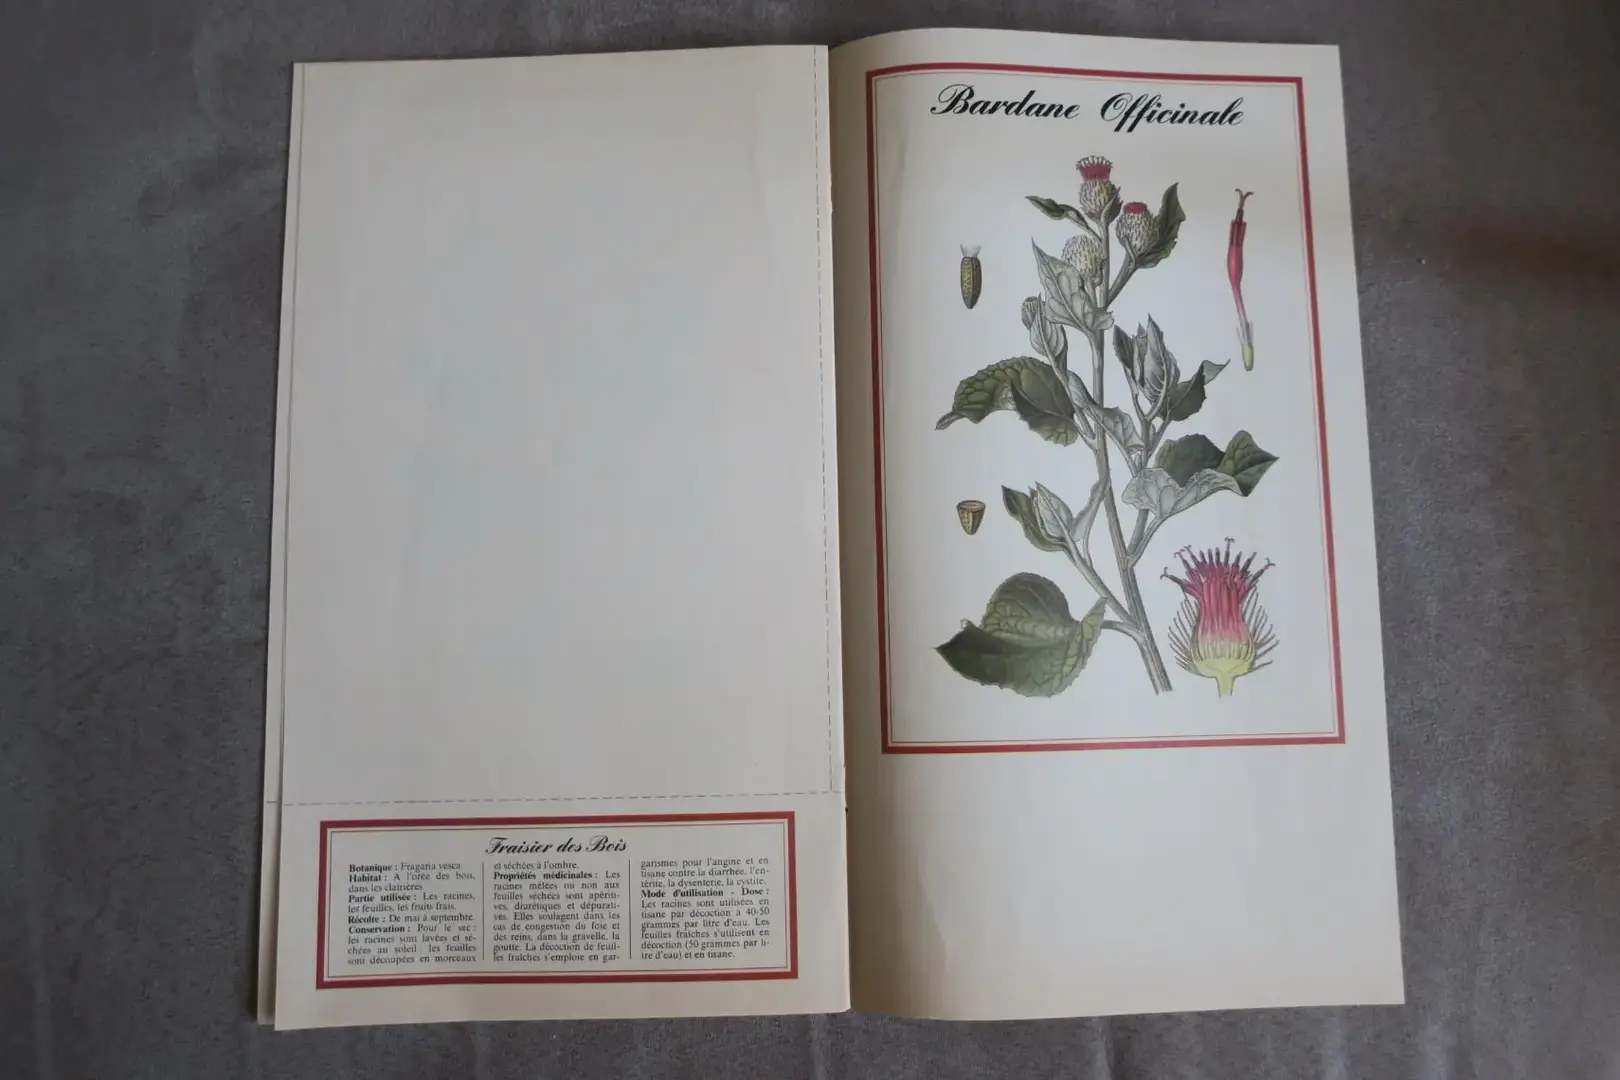 Fraisier des Bois
Botanique : Fragaria vesca.
Habitat : A l'orée des bois,
dans les clairières.
Partie utilisée : Les racines,
les feuilles, les fruits frais.
Récolte : De mai à septembre.
Conservation : Pour le sec :
les racines sont lavées et sé-
chées au soleil ; les feuilles
sont découpées en morceaux
et séchées à l'ombre.
Propriétés médicinales : Les
racines mêlées ou non aux
feuilles séchées sont apériti-
ves, diurétiques et dépurati-
ves. Elles soulagent dans les
cas de congestion du foie et
des reins, dans la gravelle, la
goutte. La décoction de feuil-
les fraîches s'emploie en gar-
garismes pour l'angine et en
tisane contre la diarrhée, l'en-
térite, la dysenterie, la cystite.
Mode d'utilisation - Dose :
Les racines sont utilisées en
tisane par décoction à 40-50
grammes par litre d'eau. Les
feuilles fraîches s'utilisent en
décoction (50 grammes par li-
tre d'eau) et en tisane.
Bardane Officinale